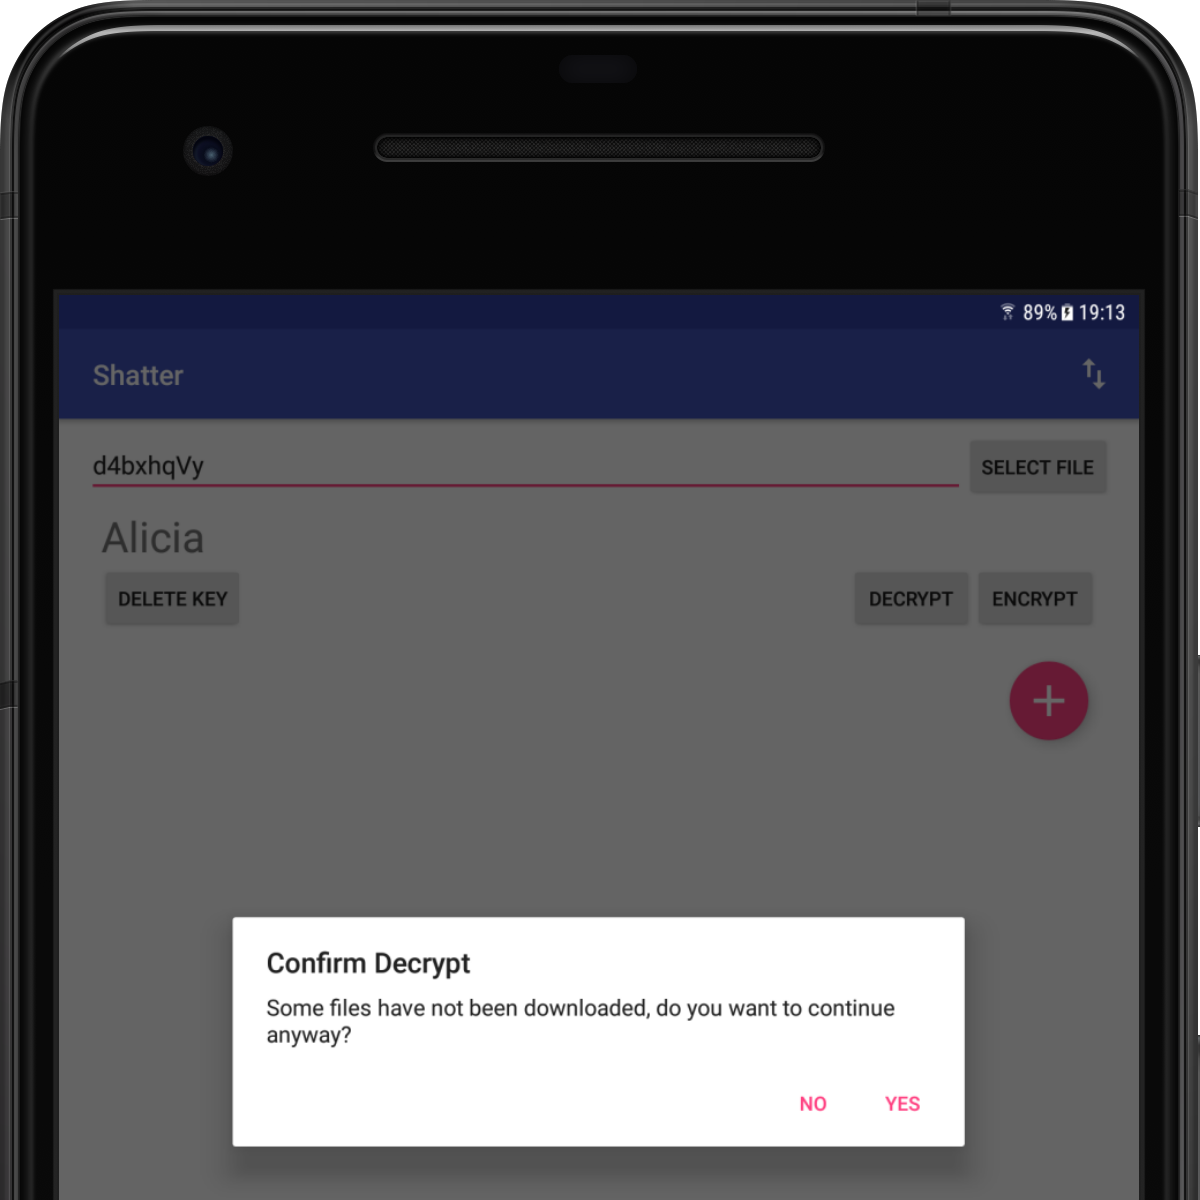 89% 19:13
Shatter
d4bxhqVy
SELECT FILE
Alicia
DELETE KEY
DECRYPT
ENCRYPT
Confirm Decrypt
Some files have not been downloaded, do you want to continue
anyway?
NO
YES